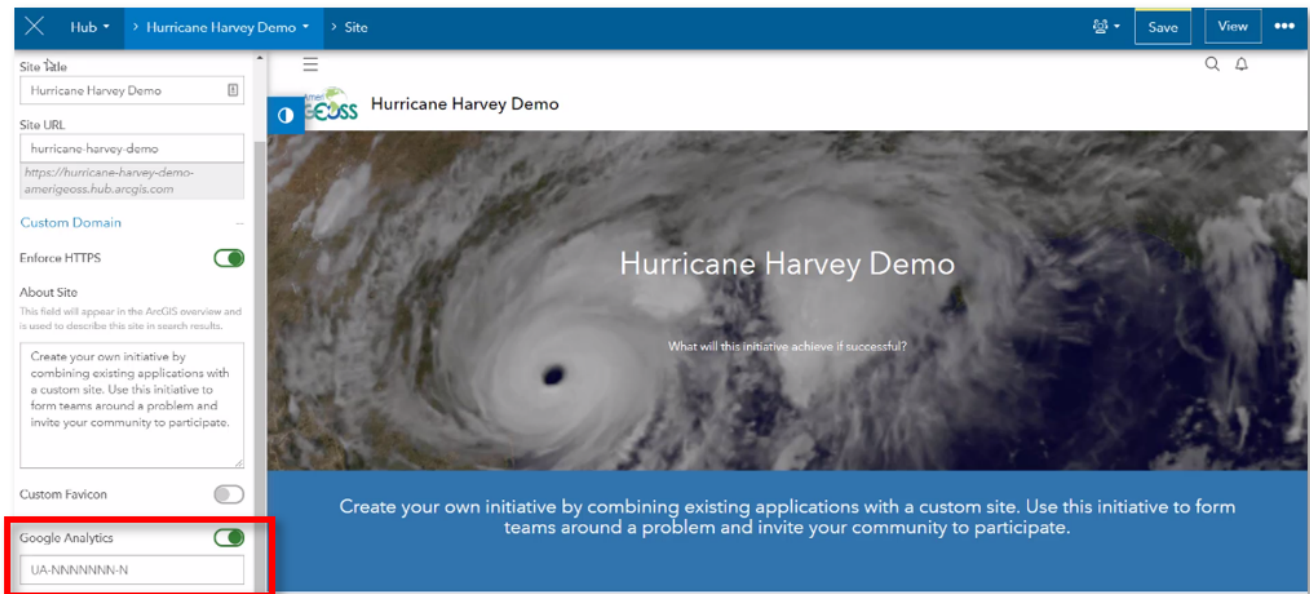 Hub
> Hurricane Harvey Demo
> Site
Save
View
Site Title
Hurricane Harvey Demo
Site URL
hurricane-harvey-demo
https://hurricane-harvey-demo-
amerigeoss.hub.arcgis.com
Custom Domain
Enforce HTTPS
About Site
This field will appear in the ArcGIS overview and
is used to describe this site in search results.
Create your own initiative by
combining existing applications with
a custom site. Use this initiative to
form teams around a problem and
invite your community to participate.
Custom Favicon
Google Analytics
UA-NNNNNNN-N
Ameri
GEOSS
Hurricane Harvey Demo
Hurricane Harvey Demo
What will this initiative achieve if successful?
Create your own initiative by combining existing applications with a custom site. Use this initiative to form
teams around a problem and invite your community to participate.